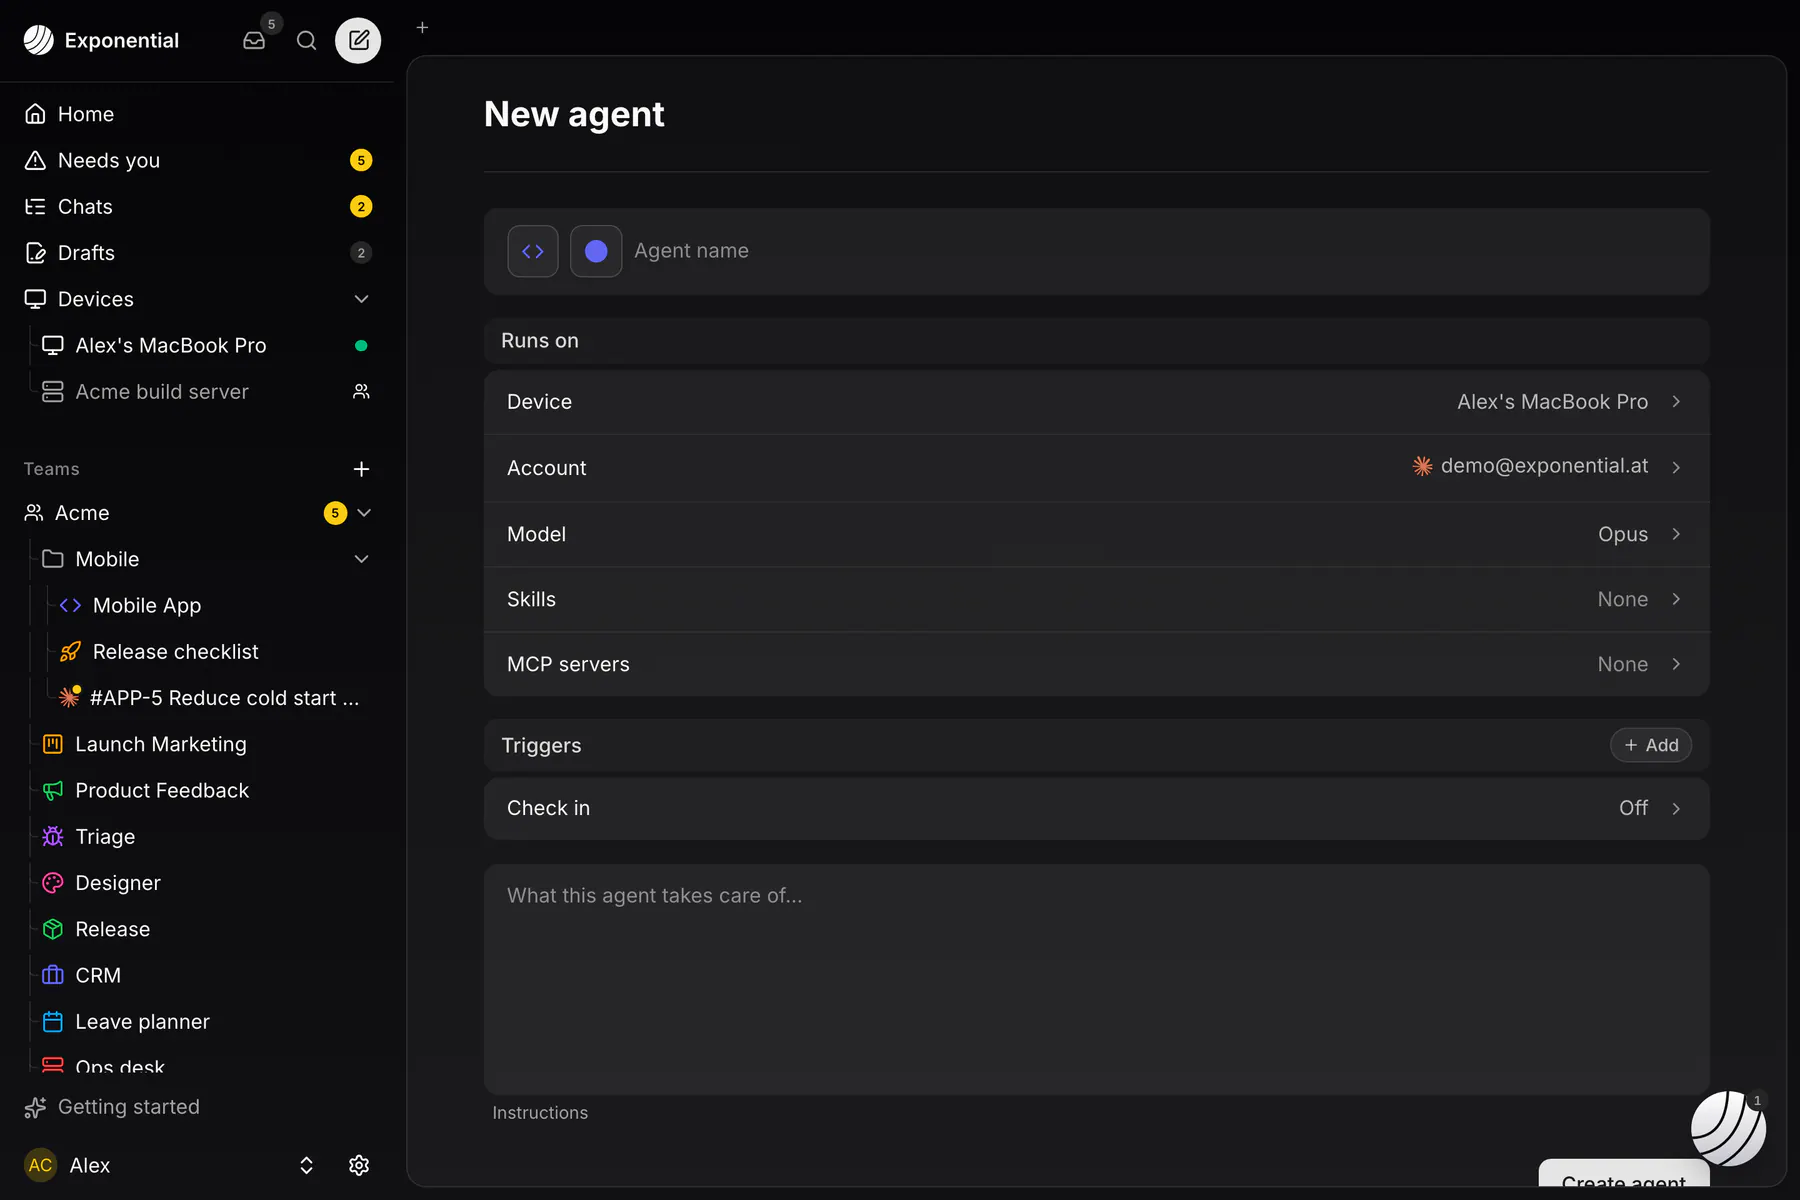 Exponential
5
Home
Needs you
5
Chats
2
Drafts
2
Devices
Alex's MacBook Pro
Acme build server
Teams
Acme
5
Mobile
Mobile App
Release checklist
#APP-5 Reduce cold start ...
Launch Marketing
Product Feedback
Triage
Designer
Release
CRM
Leave planner
Ops desk
Getting started
AC
Alex
New agent
Agent name
Runs on
Device
Alex's MacBook Pro
Account
demo@exponential.at
Model
Opus
Skills
None
MCP servers
None
Triggers
+ Add
Check in
Off
What this agent takes care of...
Instructions
1
Create agent